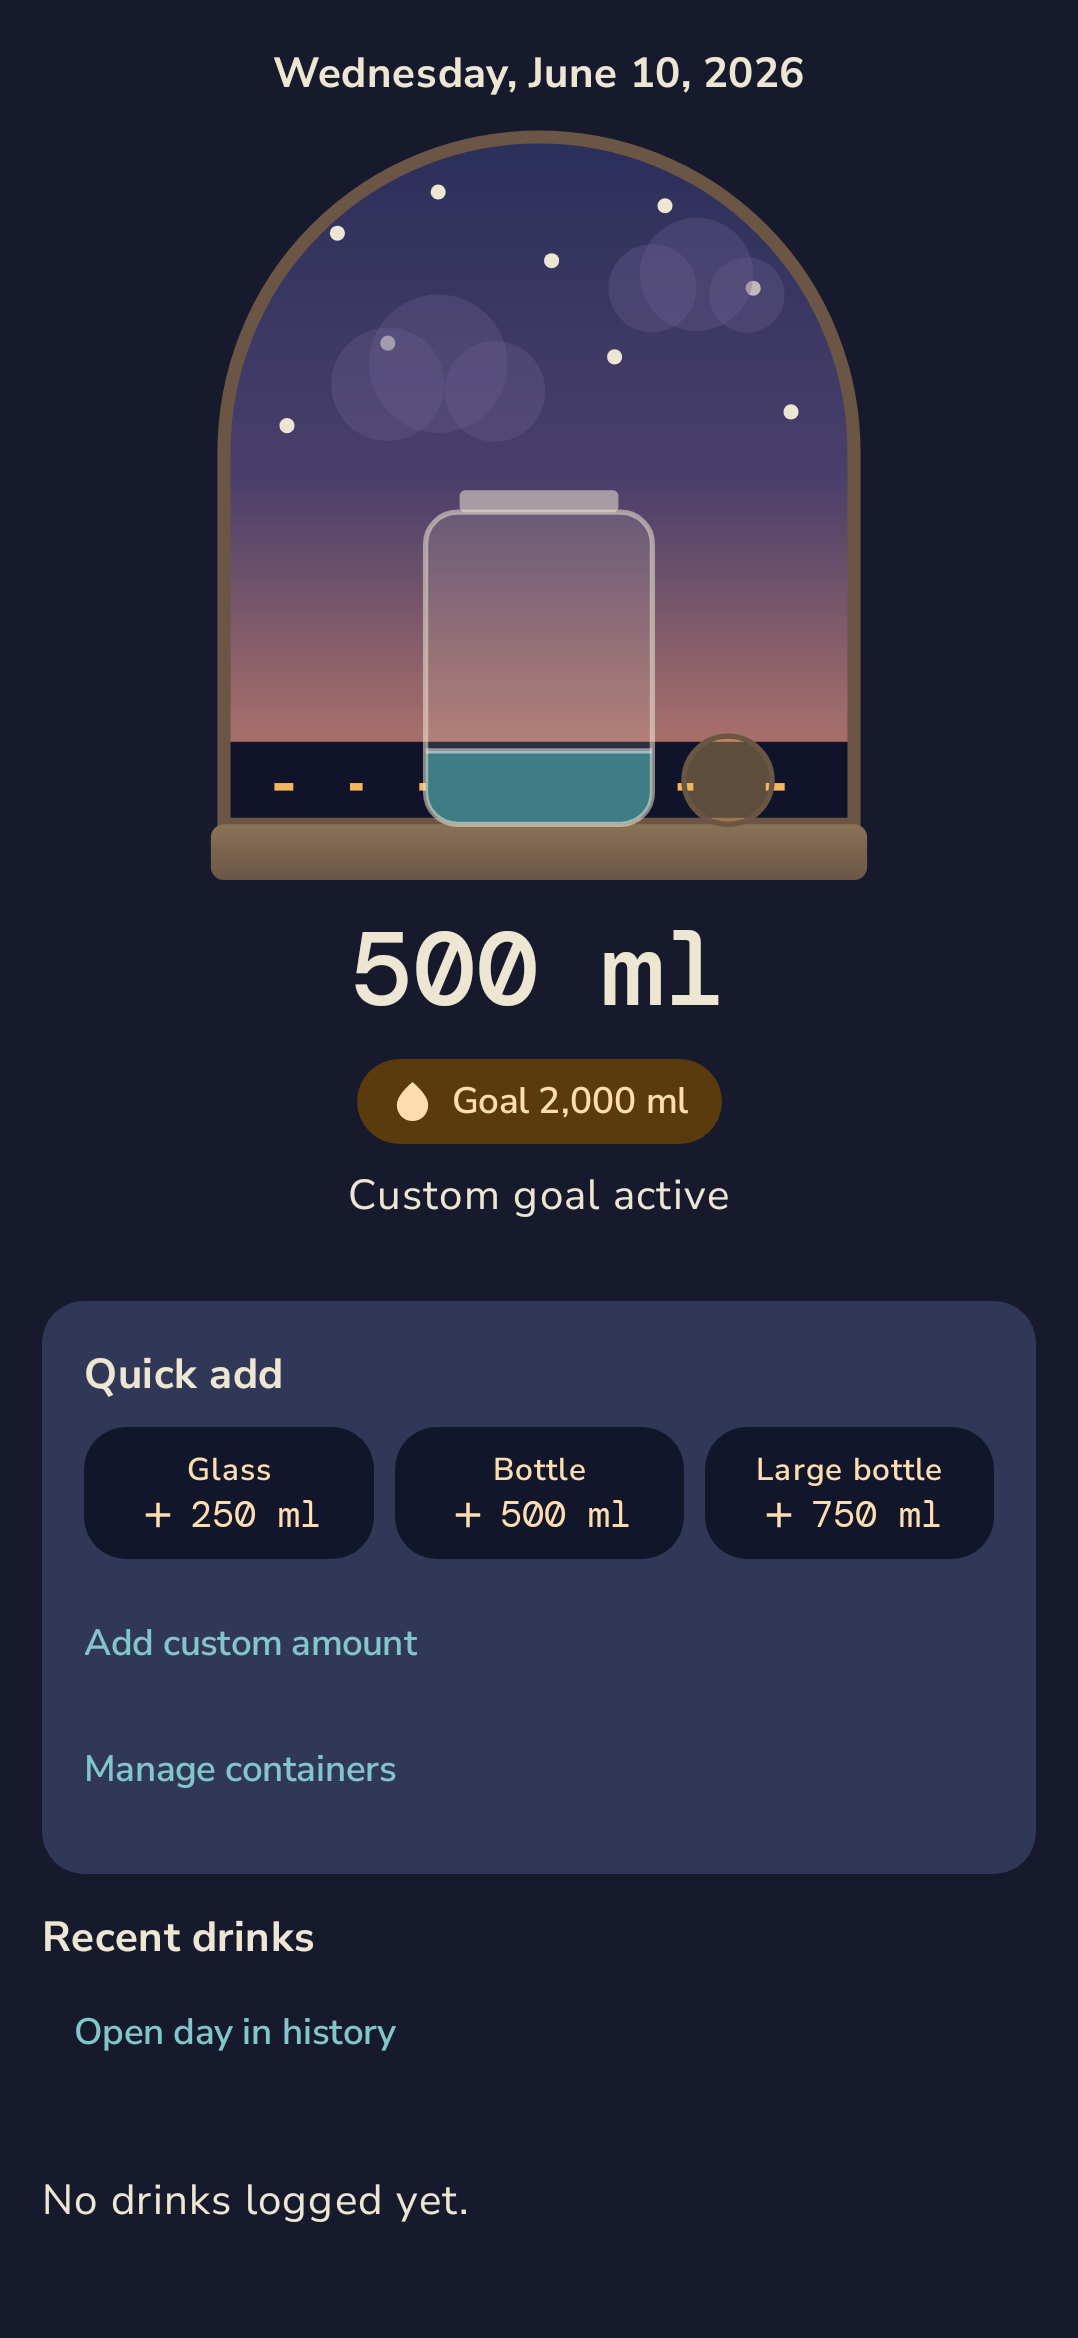 Wednesday, June 10, 2026
500 ml
Goal 2,000 ml
Custom goal active
Quick add
Glass
+ 250 ml
Bottle
+ 500 ml
Large bottle
+ 750 ml
Add custom amount
Manage containers
Recent drinks
Open day in history
No drinks logged yet.